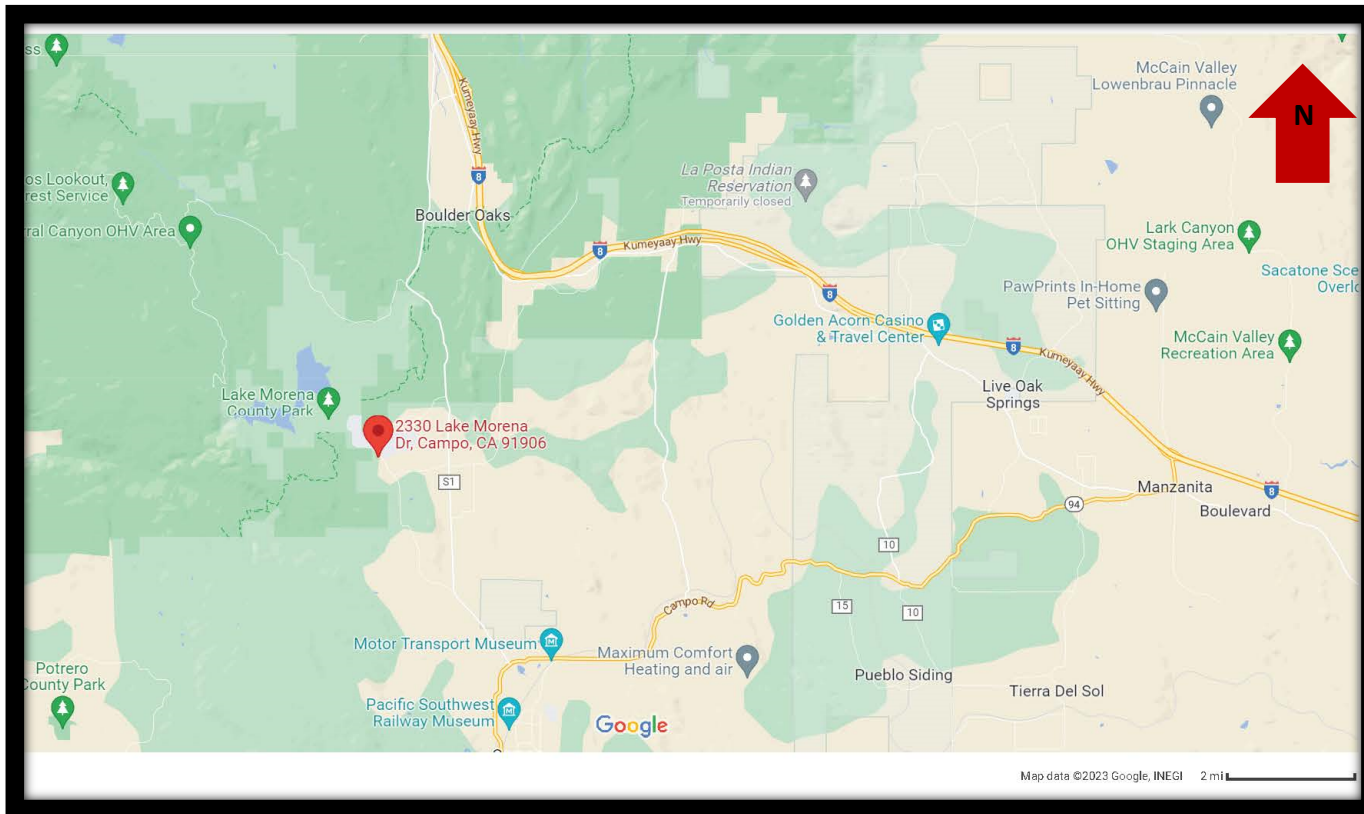 ss
McCain Valley
Lowenbrau Pinnacle
N
Kumeyaay Hwy
8
os Lookout,
rest Service
La Posta Indian
Reservation
Temporarily closed
Boulder Oaks
ral Canyon OHV Area
Lark Canyon
OHV Staging Area
8
Kumeyaay Hwy
Sacatone Sce
Overlo
8
PawPrints In-Home
Pet Sitting
Golden Acorn Casino
& Travel Center
McCain Valley
Recreation Area
8
Kumeyaay Hwy
Live Oak
Springs
Lake Morena
County Park
2330 Lake Morena
Dr, Campo, CA 91906
S1
Manzanita
94
8
Boulevard
10
Campo Rd
15
10
Motor Transport Museum
Maximum Comfort
Heating and air
Potrero
County Park
Pueblo Siding
Tierra Del Sol
Pacific Southwest
Railway Museum
Google
Map data ©2023 Google, INEGI 2 mi